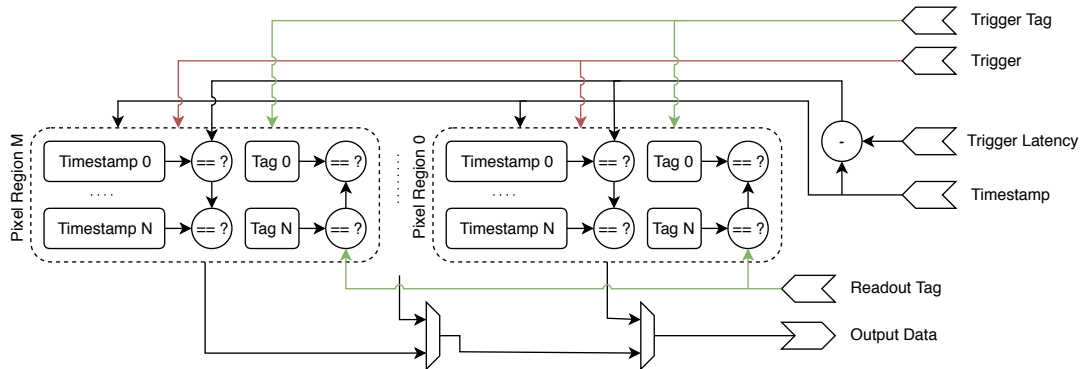 Trigger Tag
Trigger
Pixel Region M
Timestamp 0
== ?
Tag 0
== ?
. . . .
Timestamp N
== ?
Tag N
== ?
Pixel Region 0
Timestamp 0
== ?
Tag 0
== ?
. . . .
Timestamp N
== ?
Tag N
== ?
-
Trigger Latency
Timestamp
Readout Tag
Output Data